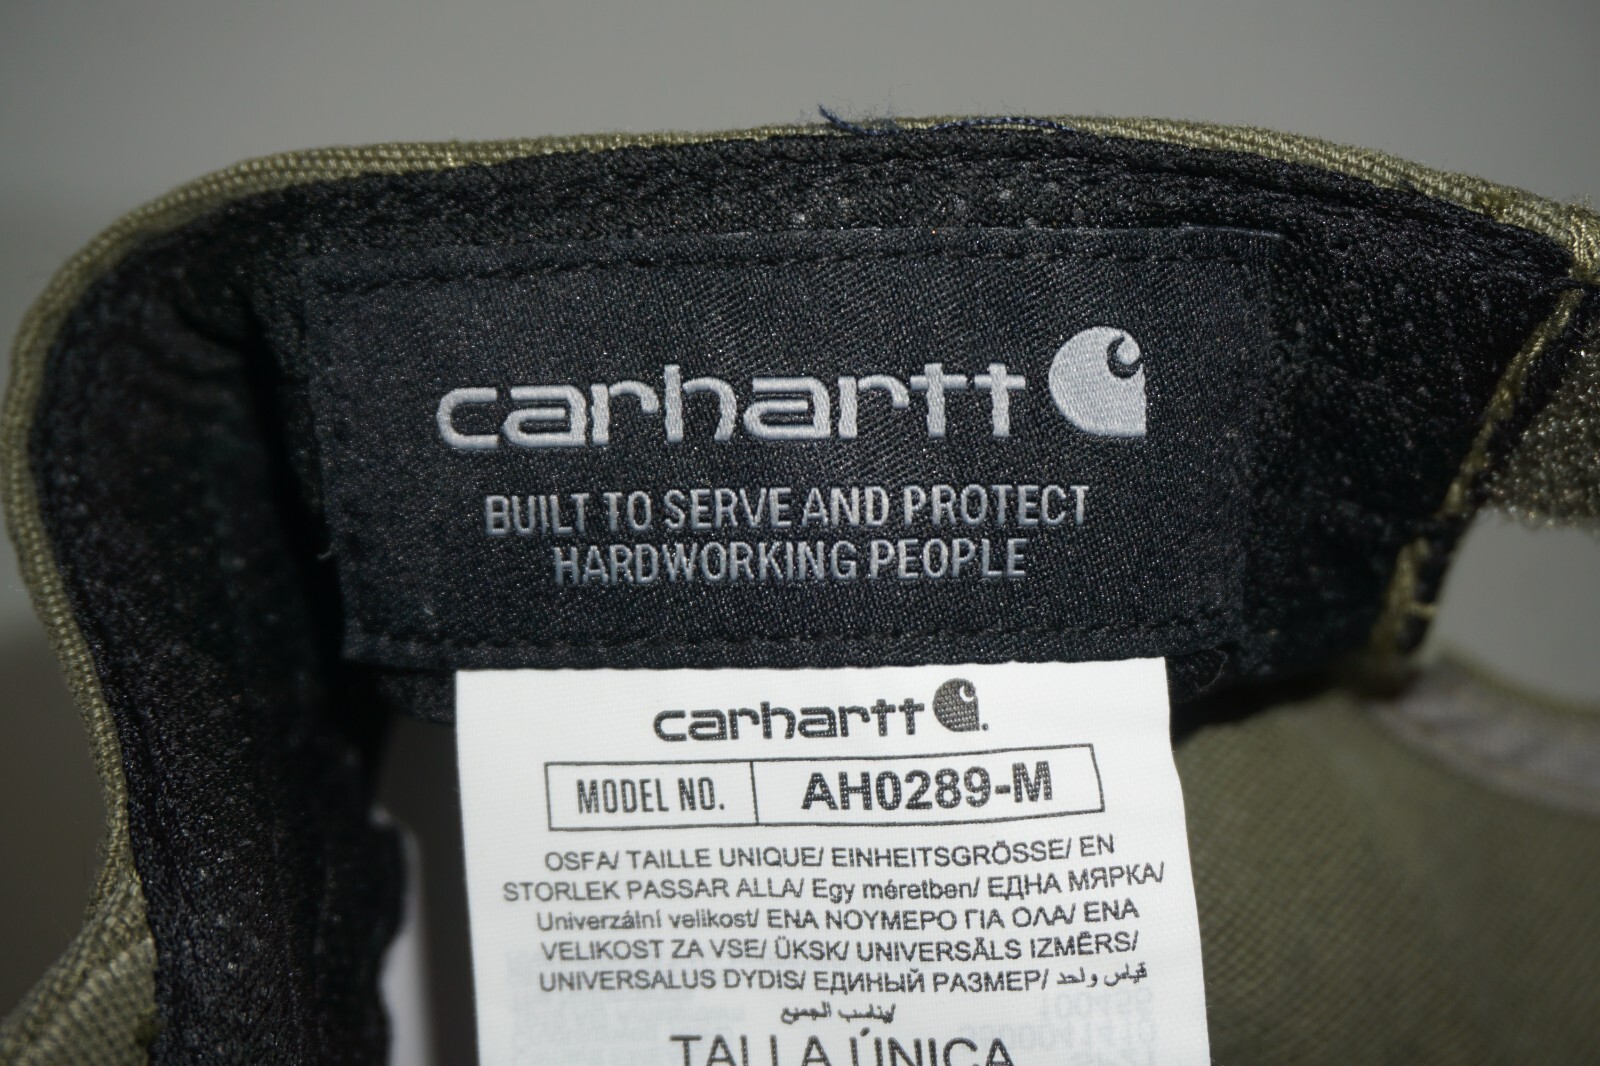 carhartt
BUILT TO SERVE AND PROTECT
HARDWORKING PEOPLE
carhartt
MODEL NO. AH0289-M
OSFA/ TAILLE UNIQUE/ EINHEITSGRÖSSE/ EN
STORLEK PASSAR ALLA/ Egy méretben/ ЕДНА МЯРКА/
Univerzální velikost/ ΕΝΑ ΝΟΥΜΕΡΟ ΓΙΑ ΟΛΑ/ ENA
VELIKOST ZA VSE/ ÜKSK/ UNIVERSĀLS IZMĒRS/
UNIVERSALUS DYDIS/ ЕДИНЫЙ РАЗМЕР/ قياس واحد
يناسب الجميع/
TALLA ÚNICA